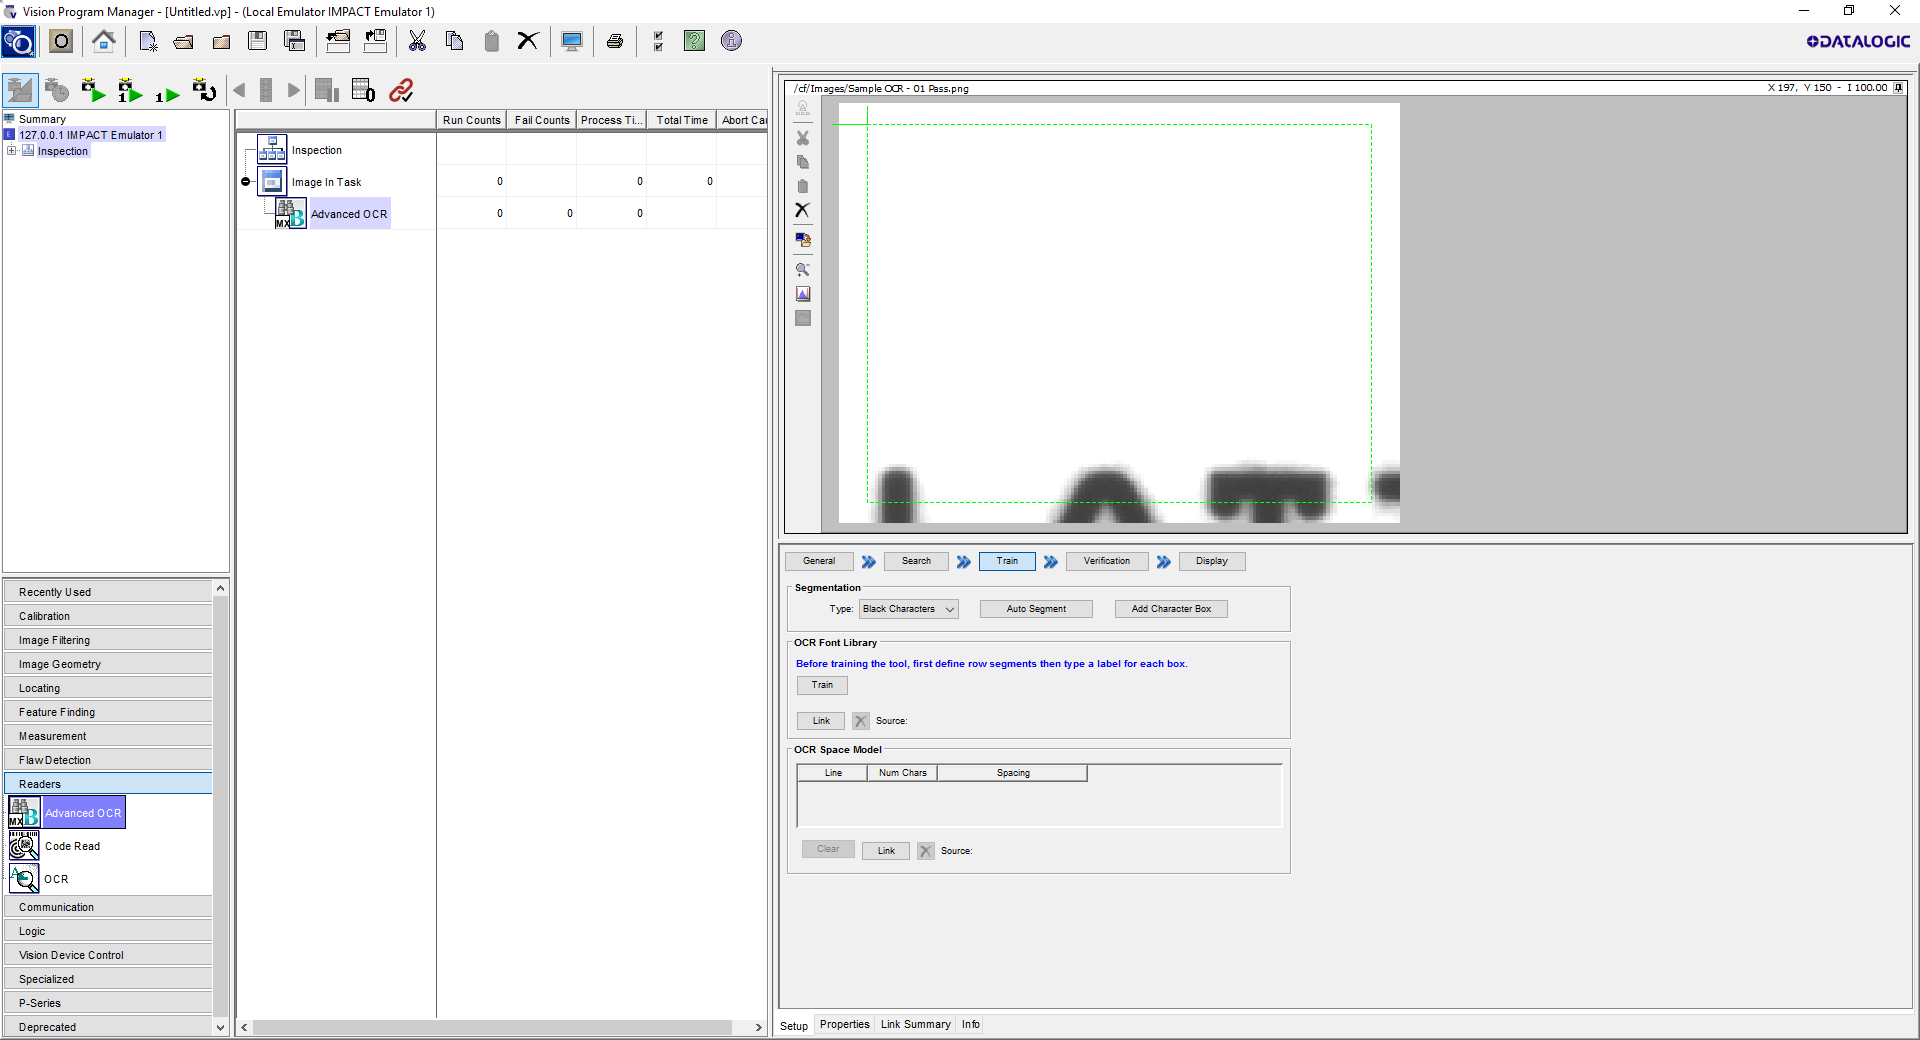 Vision Program Manager - [Untitled.vp] - (Local Emulator IMPACT Emulator 1)
DATALOGIC
Summary
127.0.0.1 IMPACT Emulator 1
Inspection
Run Counts Fail Counts Process Ti... Total Time Abort Cau
Inspection
Image In Task 0 0 0
Advanced OCR 0 0 0
/cf/Images/Sample OCR - 01 Pass.png X 197, Y 150 - I 100.00
Recently Used
Calibration
Image Filtering
Image Geometry
Locating
Feature Finding
Measurement
Flaw Detection
Readers
Advanced OCR
Code Read
OCR
Communication
Logic
Vision Device Control
Specialized
P-Series
Deprecated
General Search Train Verification Display
Segmentation
Type: Black Characters Auto Segment Add Character Box
OCR Font Library
Before training the tool, first define row segments then type a label for each box.
Train
Link Source:
OCR Space Model
Line Num Chars Spacing
Clear Link Source:
Setup Properties Link Summary Info